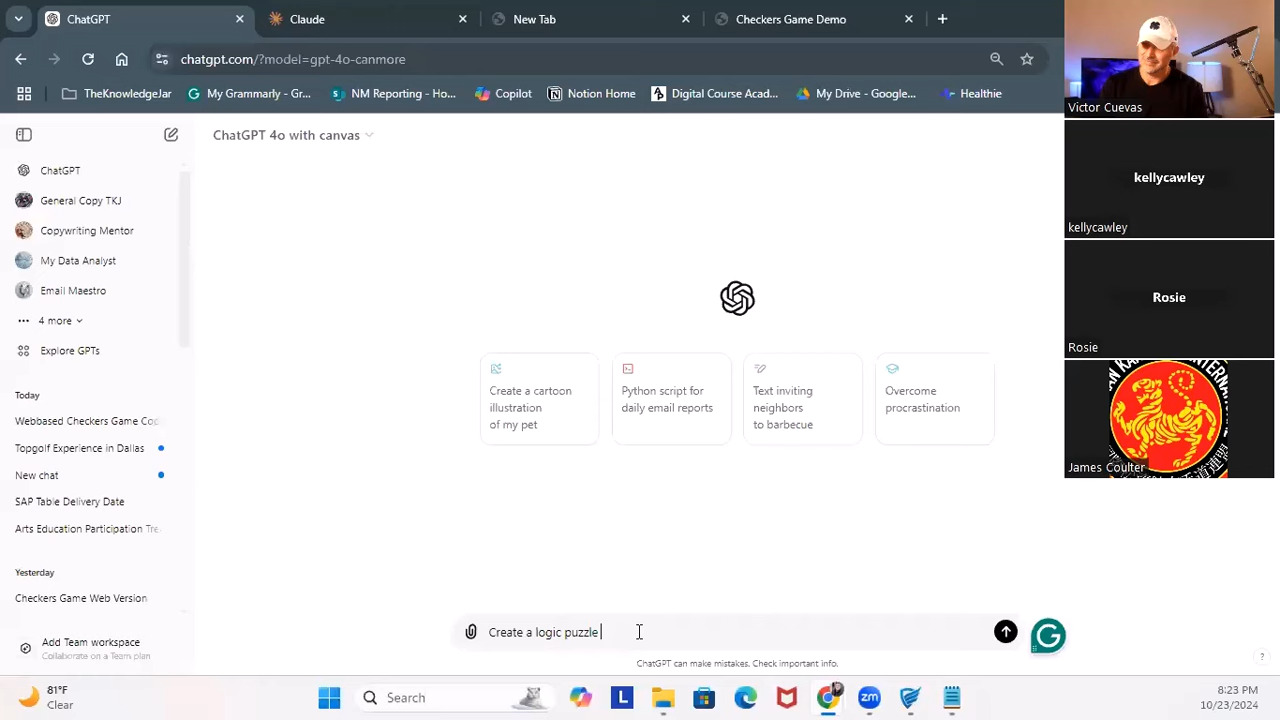 ChatGPT
Claude
New Tab
Checkers Game Demo
chatgpt.com/?model=gpt-4o-canmore
TheKnowledgeJar
My Grammarly - Gr...
NM Reporting - Ho...
Copilot
Notion Home
Digital Course Acad...
My Drive - Google...
Healthie
ChatGPT 4o with canvas
ChatGPT
General Copy TKJ
Copywriting Mentor
My Data Analyst
Email Maestro
4 more
Explore GPTs
Today
Webbased Checkers Game Co
Topgolf Experience in Dallas
New chat
SAP Table Delivery Date
Arts Education Participation Tre
Yesterday
Checkers Game Web Version
Add Team workspace
Collaborate on a Team plan
Create a cartoon
illustration
of my pet
Python script for
daily email reports
Text inviting
neighbors
to barbecue
Overcome
procrastination
Create a logic puzzle
ChatGPT can make mistakes. Check important info.
?
Victor Cuevas
kellycawley
kellycawley
Rosie
Rosie
James Coulter
81°F
Clear
Search
L
zm
8:23 PM
10/23/2024